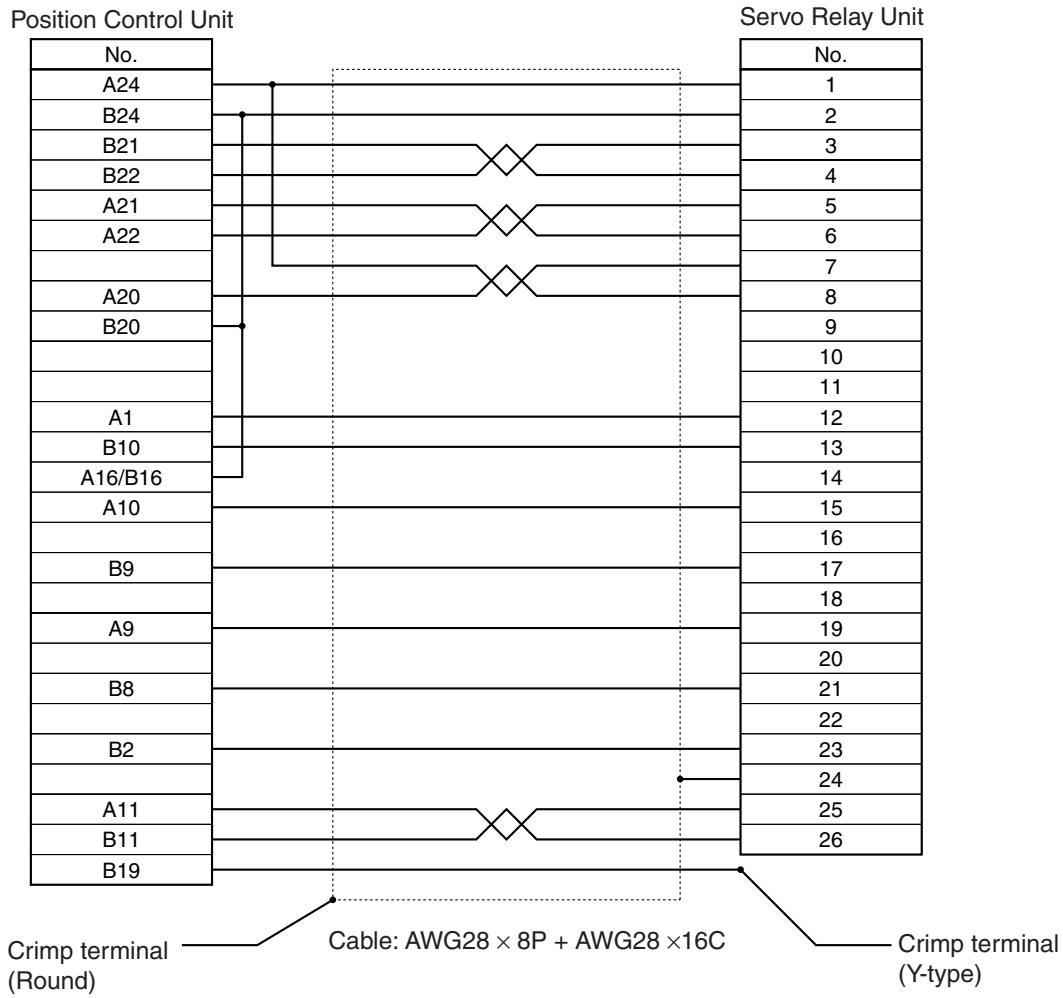 Position Control Unit
Servo Relay Unit
No.
No.
A24
1
B24
2
B21
3
B22
4
A21
5
A22
6
7
A20
8
B20
9
10
11
A1
12
B10
13
A16/B16
14
A10
15
16
B9
17
18
A9
19
20
B8
21
22
B2
23
24
A11
25
B11
26
B19
Crimp terminal
(Round)
Cable: AWG28 × 8P + AWG28 ×16C
Crimp terminal
(Y-type)